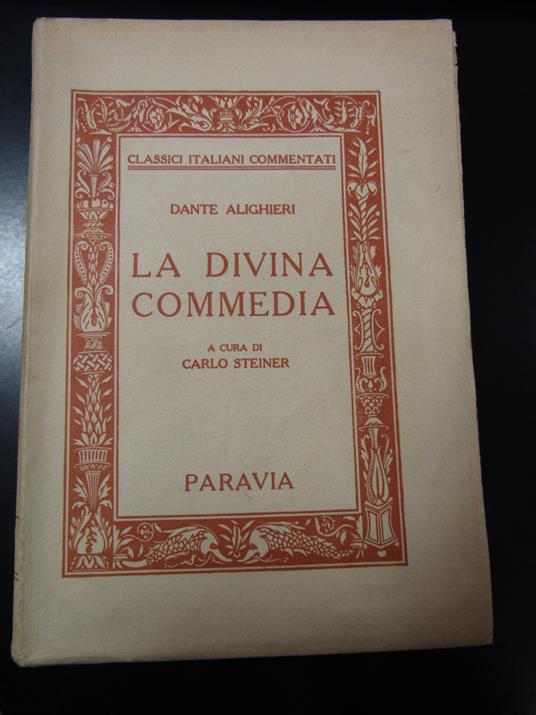 CLASSICI ITALIANI COMMENTATI
DANTE ALIGHIERI
LA DIVINA
COMMEDIA
A CURA DI
CARLO STEINER
PARAVIA